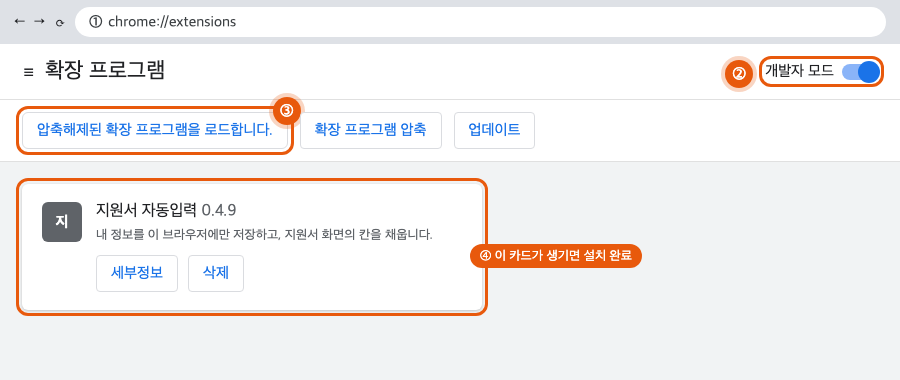 ① chrome://extensions
확장 프로그램
② 개발자 모드
③
압축해제된 확장 프로그램을 로드합니다. 확장 프로그램 압축 업데이트
지 지원서 자동입력 0.4.9
내 정보를 이 브라우저에만 저장하고, 지원서 화면의 칸을 채웁니다.
④ 이 카드가 생기면 설치 완료
세부정보 삭제